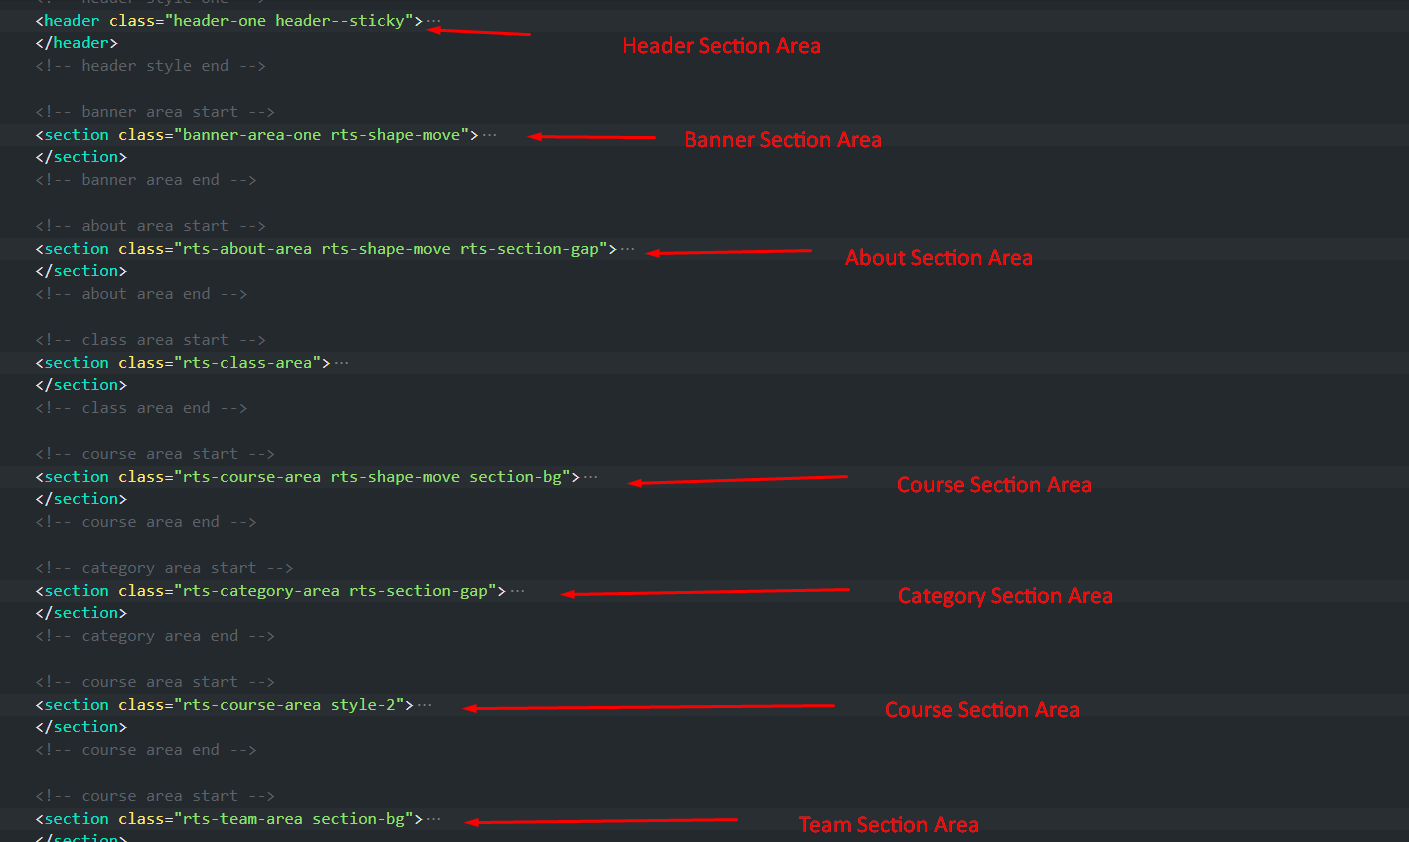 <!-- header style one -->
<header class="header-one header--sticky">··· Header Section Area
</header>
<!-- header style end -->
<!-- banner area start -->
<section class="banner-area-one rts-shape-move">··· Banner Section Area
</section>
<!-- banner area end -->
<!-- about area start -->
<section class="rts-about-area rts-shape-move rts-section-gap">··· About Section Area
</section>
<!-- about area end -->
<!-- class area start -->
<section class="rts-class-area">···
</section>
<!-- class area end -->
<!-- course area start -->
<section class="rts-course-area rts-shape-move section-bg">··· Course Section Area
</section>
<!-- course area end -->
<!-- category area start -->
<section class="rts-category-area rts-section-gap">··· Category Section Area
</section>
<!-- category area end -->
<!-- course area start -->
<section class="rts-course-area style-2">··· Course Section Area
</section>
<!-- course area end -->
<!-- course area start -->
<section class="rts-team-area section-bg">··· Team Section Area
</section>